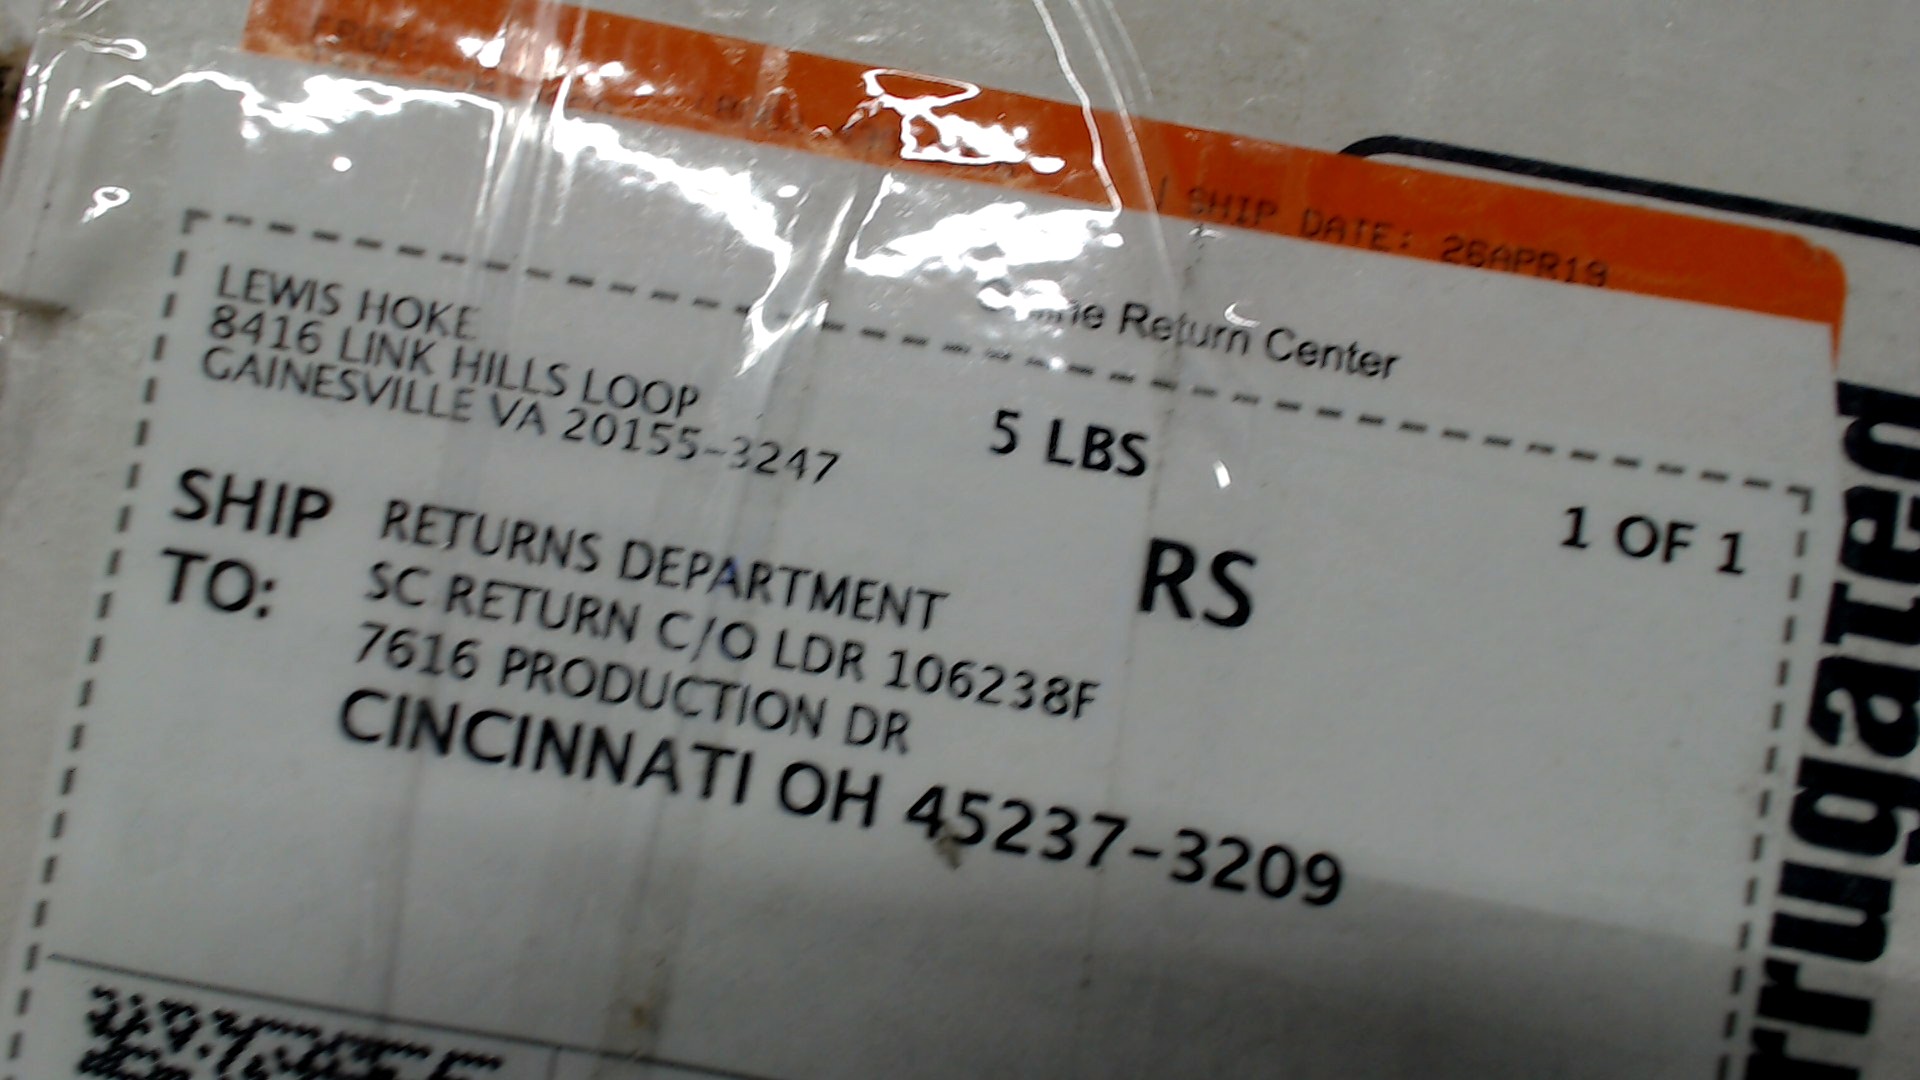 SHIP DATE: 26APR19
Return Center
LEWIS HOKE
8416 LINK HILLS LOOP
GAINESVILLE VA 20155-3247
5 LBS
1 OF 1
SHIP TO:
RS
RETURNS DEPARTMENT
SC RETURN C/O LDR 106238F
7616 PRODUCTION DR
CINCINNATI OH 45237-3209